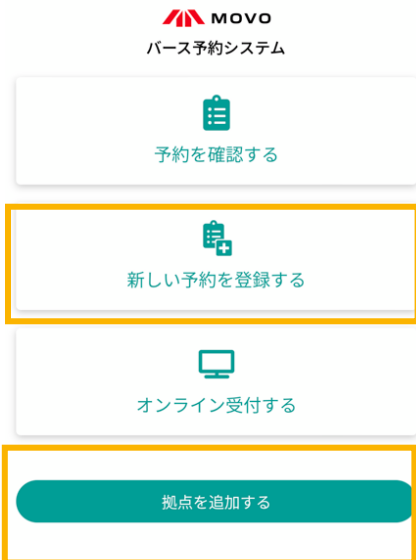 MOVO
バース予約システム
予約を確認する
新しい予約を登録する
オンライン受付する
拠点を追加する